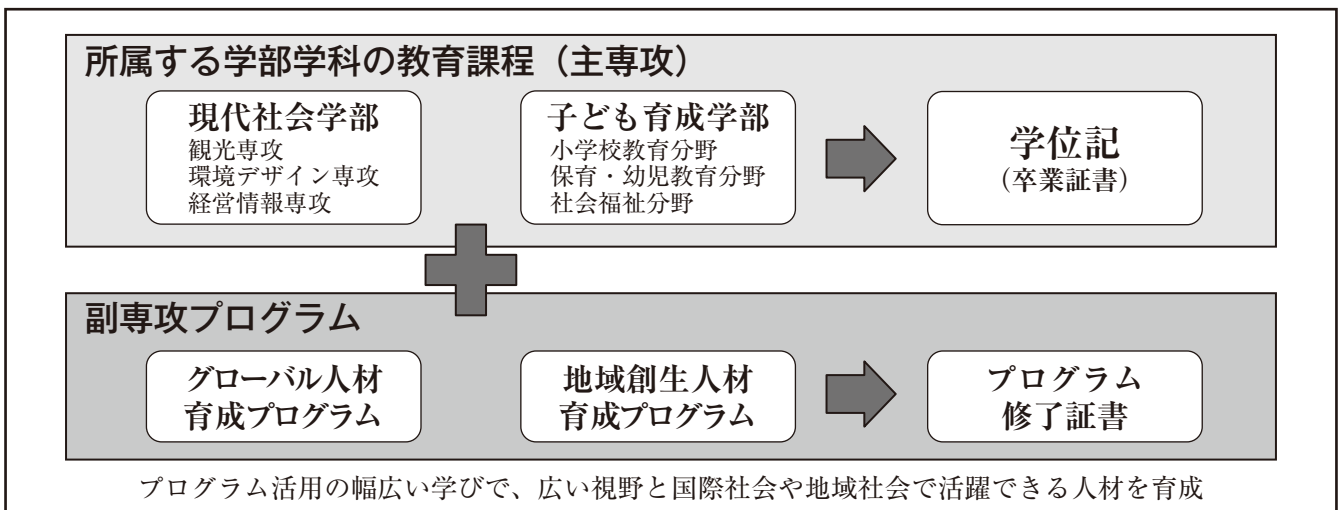 所属する学部学科の教育課程（主専攻）
現代社会学部
観光専攻
環境デザイン専攻
経営情報専攻
子ども育成学部
小学校教育分野
保育・幼児教育分野
社会福祉分野
学位記
（卒業証書）
副専攻プログラム
グローバル人材
育成プログラム
地域創生人材
育成プログラム
プログラム
修了証書
プログラム活用の幅広い学びで、広い視野と国際社会や地域社会で活躍できる人材を育成